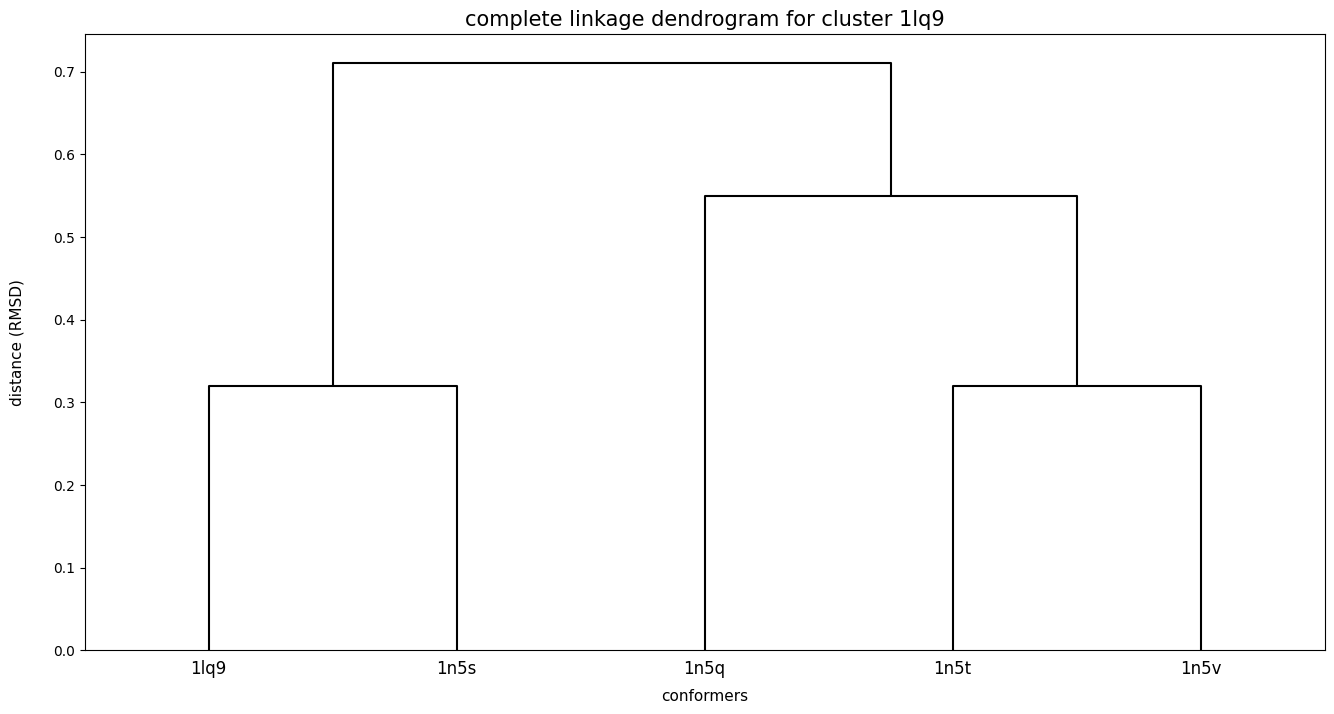 complete linkage dendrogram for cluster 1lq9
distance (RMSD)
0.7
0.6
0.5
0.4
0.3
0.2
0.1
0.0
1lq9 1n5s 1n5q 1n5t 1n5v
conformers